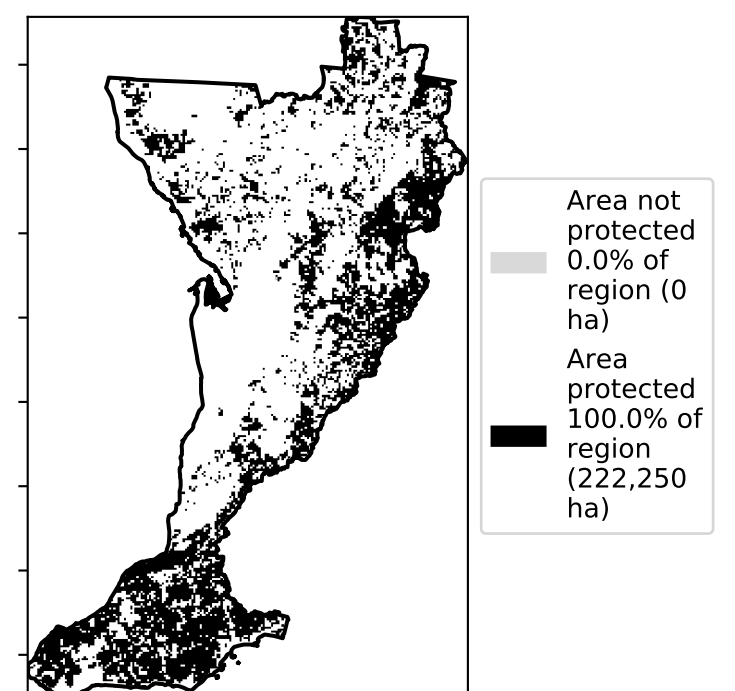 Area not
protected
0.0% of
region (0
ha)
Area
protected
100.0% of
region
(222,250
ha)